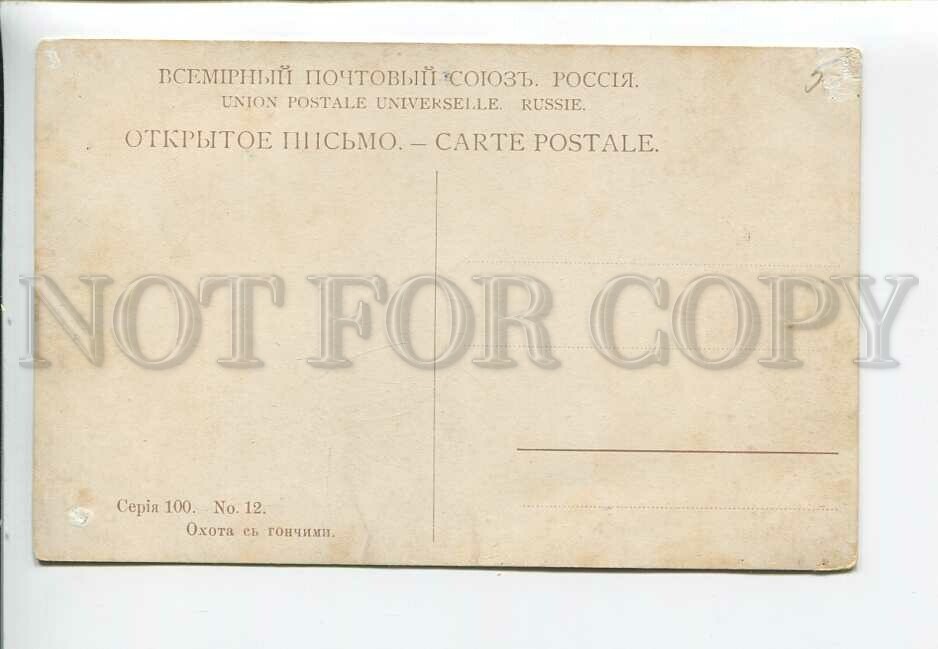 ВСЕМІРНЫЙ ПОЧТОВЫЙ СОЮЗЪ. РОССІЯ.
UNION POSTALE UNIVERSELLE. RUSSIE.
ОТКРЫТОЕ ПИСЬМО. — CARTE POSTALE.
NOT FOR COPY
Серія 100. No. 12.
Охота съ гончими.